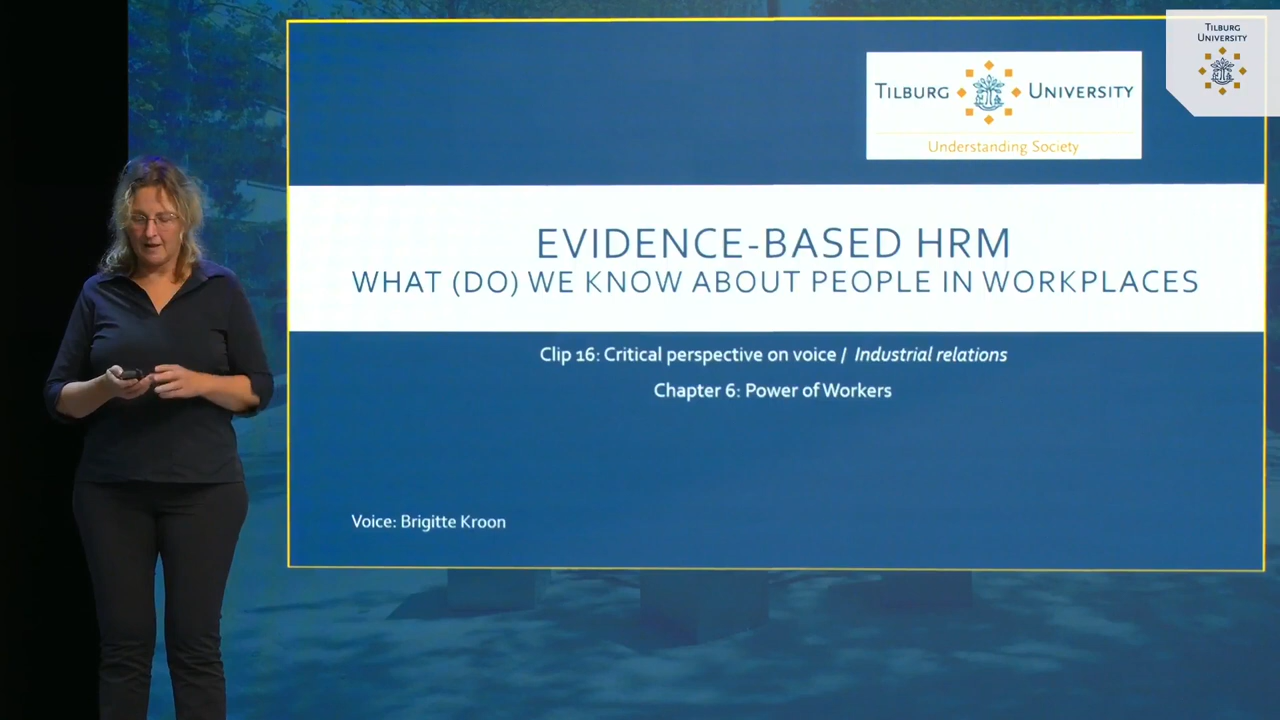 TILBURG UNIVERSITY
Understanding Society
TILBURG
UNIVERSITY
EVIDENCE-BASED HRM
WHAT (DO) WE KNOW ABOUT PEOPLE IN WORKPLACES
Clip 16: Critical perspective on voice / Industrial relations
Chapter 6: Power of Workers
Voice: Brigitte Kroon